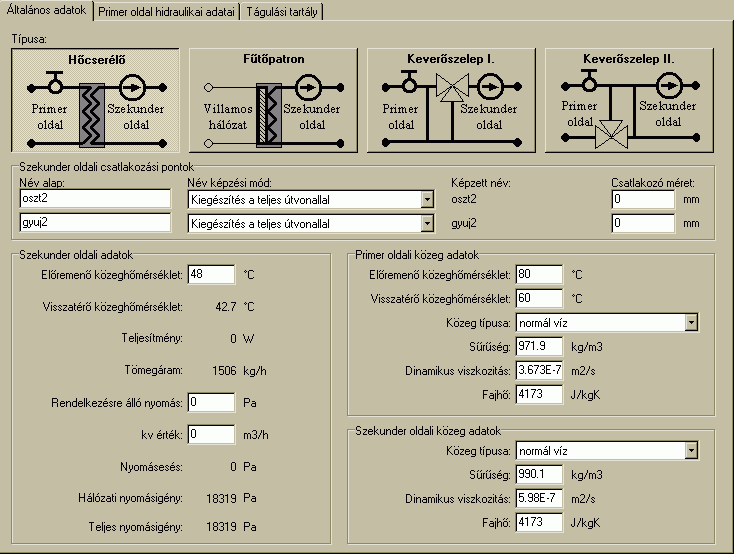 Általános adatok Primer oldal hidraulikai adatai Tágulási tartály
Típusa:
Hőcserélő Fűtőpatron Keverőszelep I. Keverőszelep II.
Primer oldal Szekunder oldal Villamos hálózat Szekunder oldal Primer oldal Szekunder oldal Primer oldal Szekunder oldal
Szekunder oldali csatlakozási pontok
Név alap: Név képzési mód: Képzett név: Csatlakozó méret:
oszt2 Kiegészítés a teljes útvonallal oszt2 0 mm
gyuj2 Kiegészítés a teljes útvonallal gyuj2 0 mm
Szekunder oldali adatok
Előremenő közeghőmérséklet: 48 °C
Visszatérő közeghőmérséklet: 42.7 °C
Teljesítmény: 0 W
Tömegáram: 1506 kg/h
Rendelkezésre álló nyomás: 0 Pa
kv érték: 0 m3/h
Nyomásesés: 0 Pa
Hálózati nyomásigény: 18319 Pa
Teljes nyomásigény: 18319 Pa
Primer oldali közeg adatok
Előremenő közeghőmérséklet: 80 °C
Visszatérő közeghőmérséklet: 60 °C
Közeg típusa: normál víz
Sűrűség: 971.9 kg/m3
Dinamikus viszkozitás: 3.673E-7 m2/s
Fajhő: 4173 J/kgK
Szekunder oldali közeg adatok
Közeg típusa: normál víz
Sűrűség: 990.1 kg/m3
Dinamikus viszkozitás: 5.98E-7 m2/s
Fajhő: 4173 J/kgK